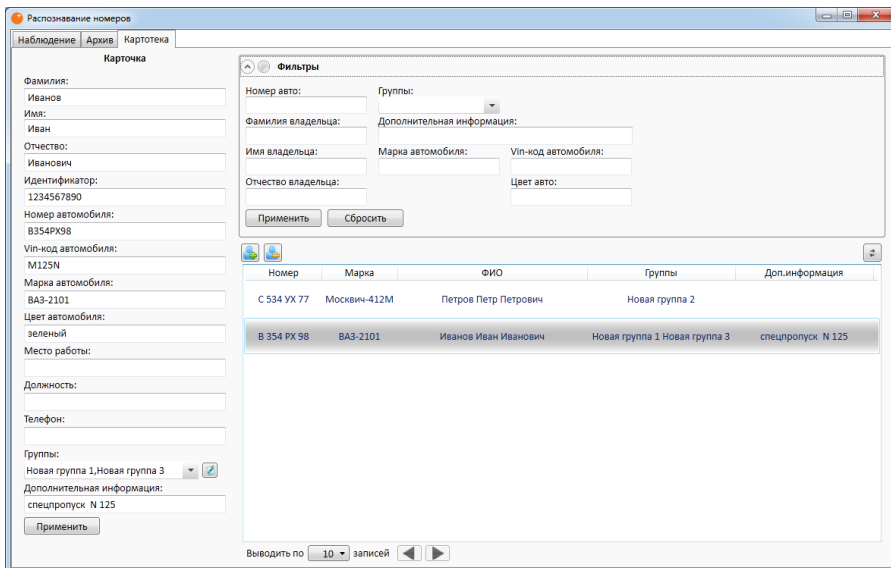 Распознавание номеров
Наблюдение Архив Картотека
Карточка
Фамилия:
Иванов
Имя:
Иван
Отчество:
Иванович
Идентификатор:
1234567890
Номер автомобиля:
В354РХ98
Vin-код автомобиля:
М125N
Марка автомобиля:
ВАЗ-2101
Цвет автомобиля:
зеленый
Место работы:
Должность:
Телефон:
Группы:
Новая группа 1,Новая группа 3
Дополнительная информация:
спецпропуск N 125
Применить
Фильтры
Номер авто: Группы:
Фамилия владельца: Дополнительная информация:
Имя владельца: Марка автомобиля: Vin-код автомобиля:
Отчество владельца: Цвет авто:
Применить Сбросить
Номер Марка ФИО Группы Доп.информация
С 534 УХ 77 Москвич-412М Петров Петр Петрович Новая группа 2
В 354 РХ 98 ВАЗ-2101 Иванов Иван Иванович Новая группа 1 Новая группа 3 спецпропуск N 125
Выводить по 10 записей